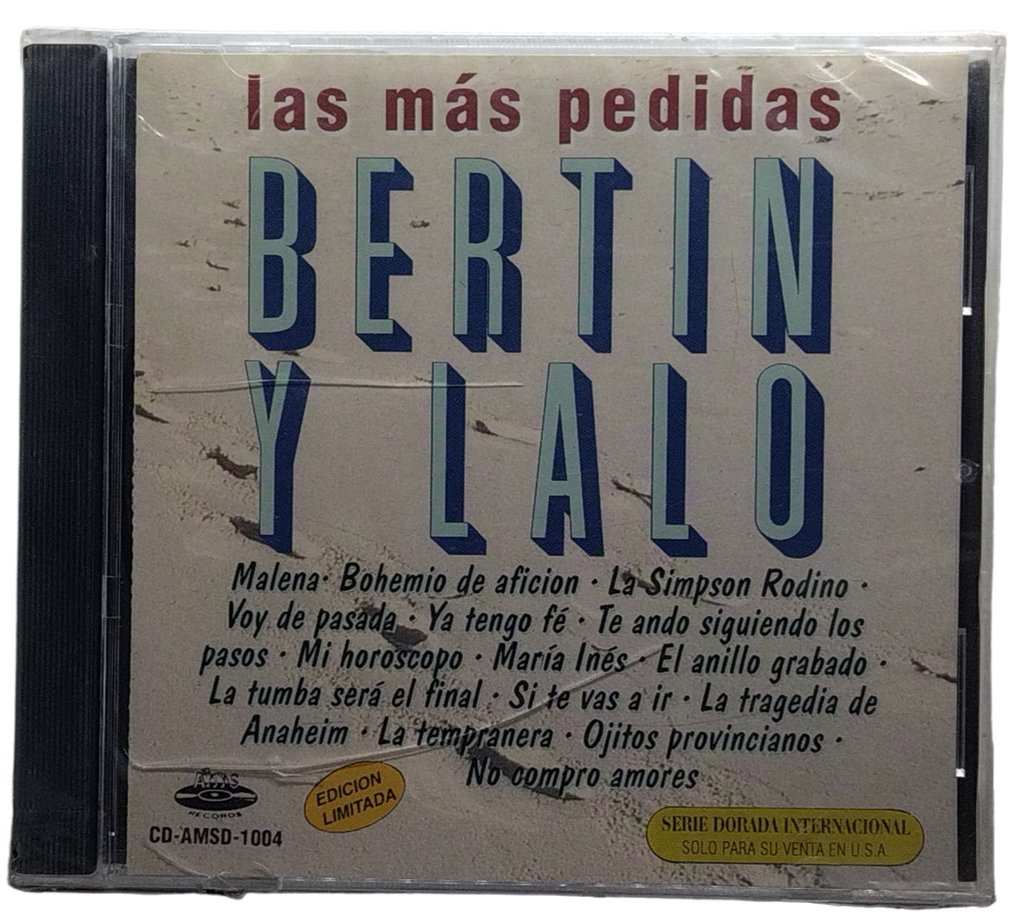 las más pedidas
BERTIN
Y LALO
Malena· Bohemio de aficion · La Simpson Rodino ·
Voy de pasada · Ya tengo fé · Te ando siguiendo los
pasos · Mi horoscopo · María Inés · El anillo grabado ·
La tumba será el final · Si te vas a ir · La tragedia de
Anaheim · La tempranera · Ojitos provincianos ·
No compro amores
RECORDS
CD-AMSD-1004
EDICION
LIMITADA
SERIE DORADA INTERNACIONAL
SOLO PARA SU VENTA EN U.S.A.